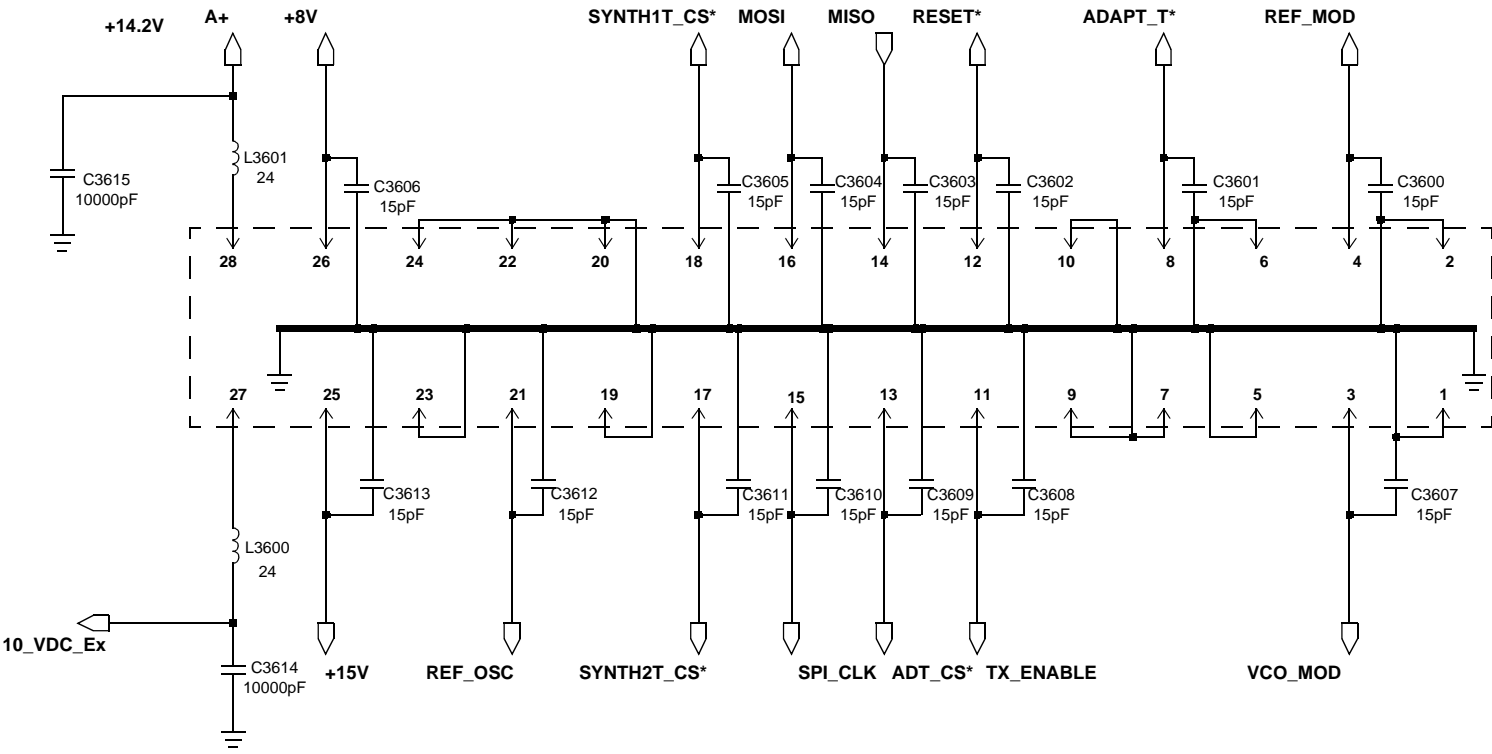 +14.2V A+ +8V SYNTH1T_CS* MOSI MISO RESET* ADAPT_T* REF_MOD
L3601
24
C3615
10000pF
C3606
15pF
C3605
15pF
C3604
15pF
C3603
15pF
C3602
15pF
C3601
15pF
C3600
15pF
28 26 24 22 20 18 16 14 12 10 8 6 4 2
27 25 23 21 19 17 15 13 11 9 7 5 3 1
C3613
15pF
C3612
15pF
C3611
15pF
C3610
15pF
C3609
15pF
C3608
15pF
C3607
15pF
L3600
24
10_VDC_Ex
C3614
10000pF
+15V REF_OSC SYNTH2T_CS* SPI_CLK ADT_CS* TX_ENABLE VCO_MOD